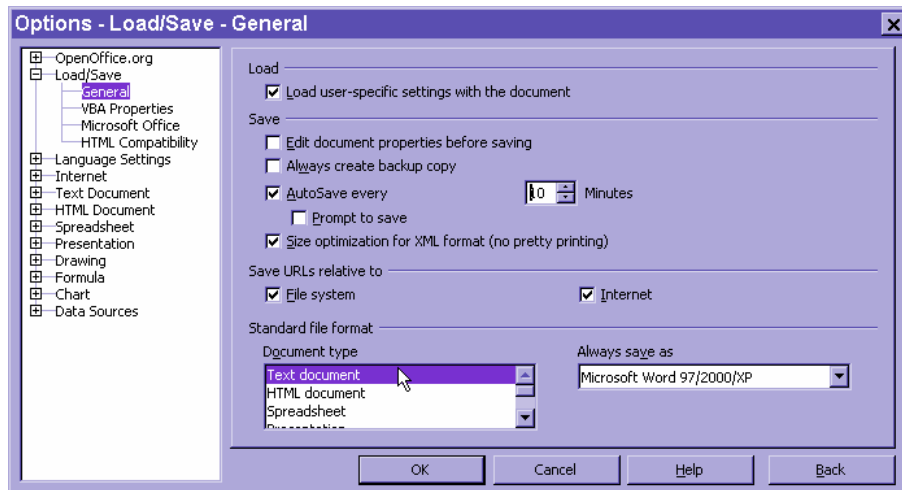 Options - Load/Save - General
OpenOffice.org
Load/Save
General
VBA Properties
Microsoft Office
HTML Compatibility
Language Settings
Internet
Text Document
HTML Document
Spreadsheet
Presentation
Drawing
Formula
Chart
Data Sources
Load
Load user-specific settings with the document
Save
Edit document properties before saving
Always create backup copy
AutoSave every 10 Minutes
Prompt to save
Size optimization for XML format (no pretty printing)
Save URLs relative to
File system Internet
Standard file format
Document type Always save as
Text document Microsoft Word 97/2000/XP
HTML document
Spreadsheet
Presentation
OK Cancel Help Back